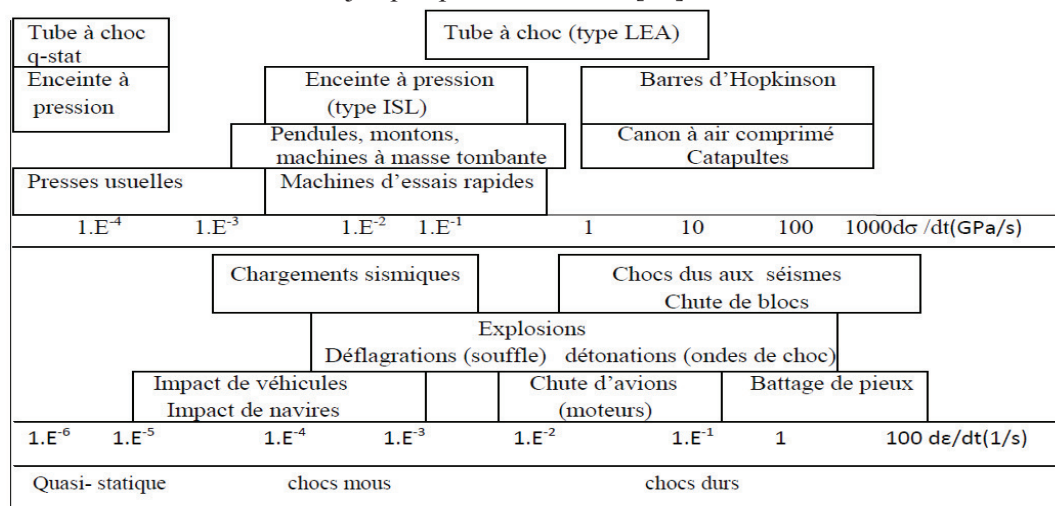 Tube à choc
q-stat
Tube à choc (type LEA)
Enceinte à
pression
Enceinte à pression
(type ISL)
Barres d'Hopkinson
Pendules, montons,
machines à masse tombante
Canon à air comprimé
Catapultes
Presses usuelles
Machines d'essais rapides
1.E-4 1.E-3 1.E-2 1.E-1 1 10 100 1000dσ /dt(GPa/s)
Chargements sismiques
Chocs dus aux séismes
Chute de blocs
Explosions
Déflagrations (souffle) détonations (ondes de choc)
Impact de véhicules
Impact de navires
Chute d'avions
(moteurs)
Battage de pieux
1.E-6 1.E-5 1.E-4 1.E-3 1.E-2 1.E-1 1 100 dε/dt(1/s)
Quasi- statique chocs mous chocs durs